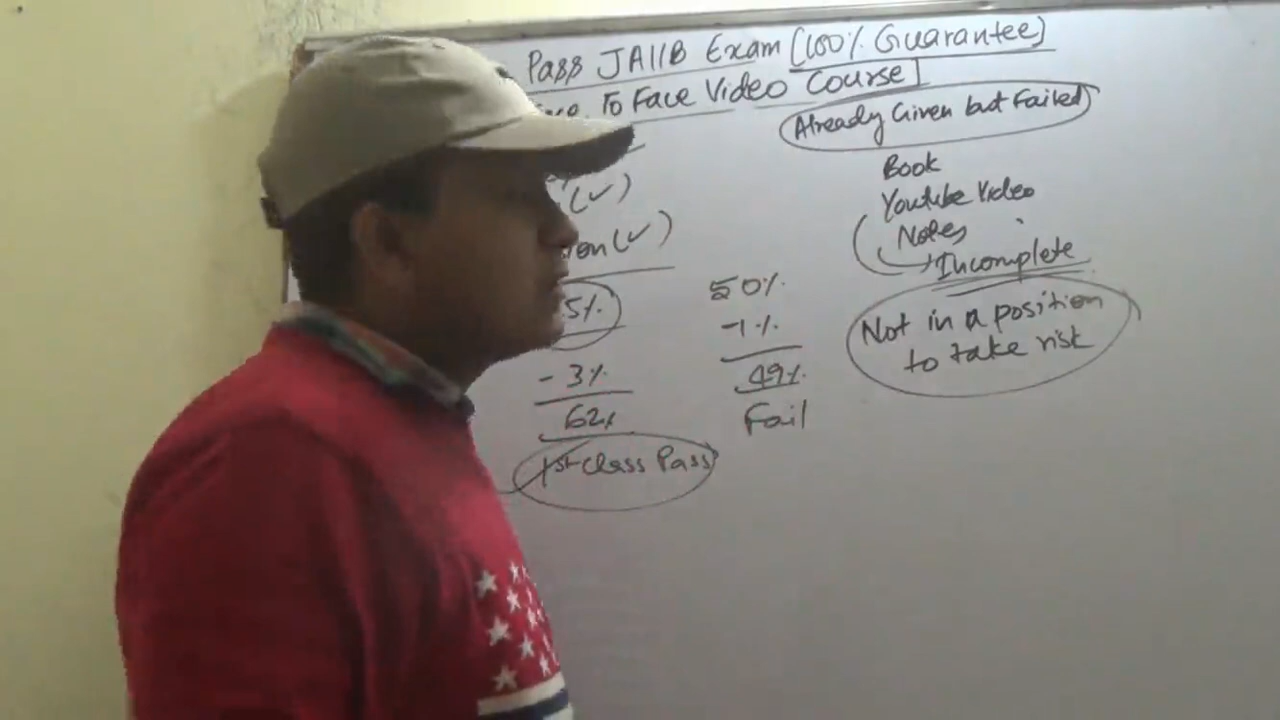 Pass JAIIB Exam [100% Guarantee]
To Face Video Course]
Already Given but Failed
Book
Youtube Video
Notes
Incomplete
Not in a position
to take risk
(✓)
(✓)
5%
- 3%
62%
1st Class Pass
50%
-1%
49%
Fail